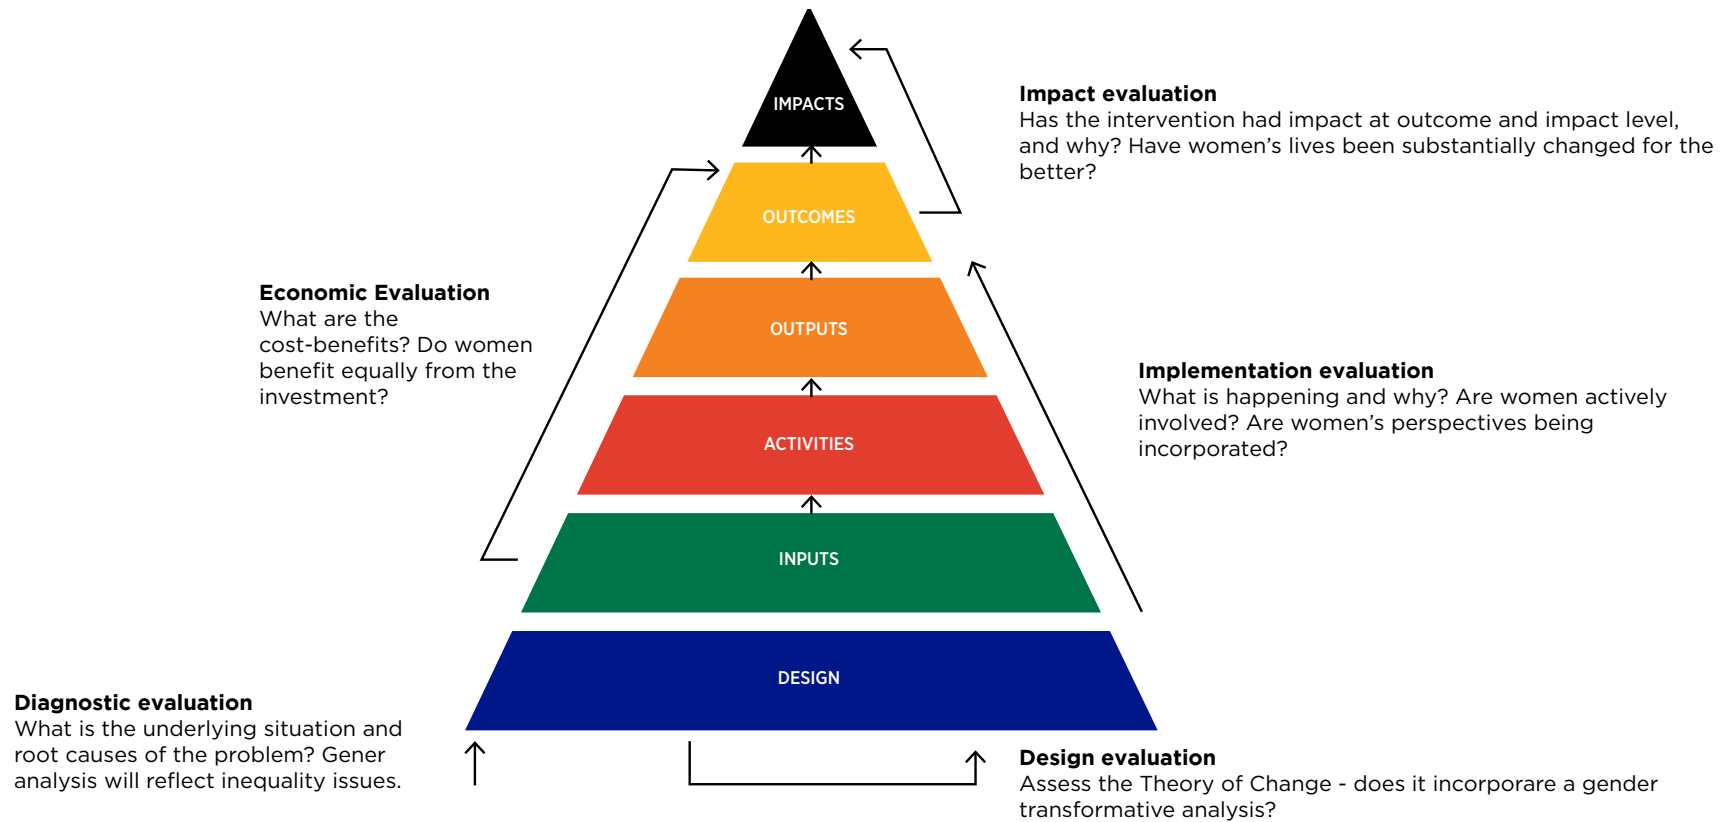 IMPACTS
Impact evaluation
Has the intervention had impact at outcome and impact level,
and why? Have women’s lives been substantially changed for the
better?
OUTCOMES
Economic Evaluation
What are the
cost-benefits? Do women
benefit equally from the
investment?
OUTPUTS
Implementation evaluation
What is happening and why? Are women actively
involved? Are women’s perspectives being
incorporated?
ACTIVITIES
INPUTS
DESIGN
Diagnostic evaluation
What is the underlying situation and
root causes of the problem? Gener
analysis will reflect inequality issues.
Design evaluation
Assess the Theory of Change - does it incorporare a gender
transformative analysis?